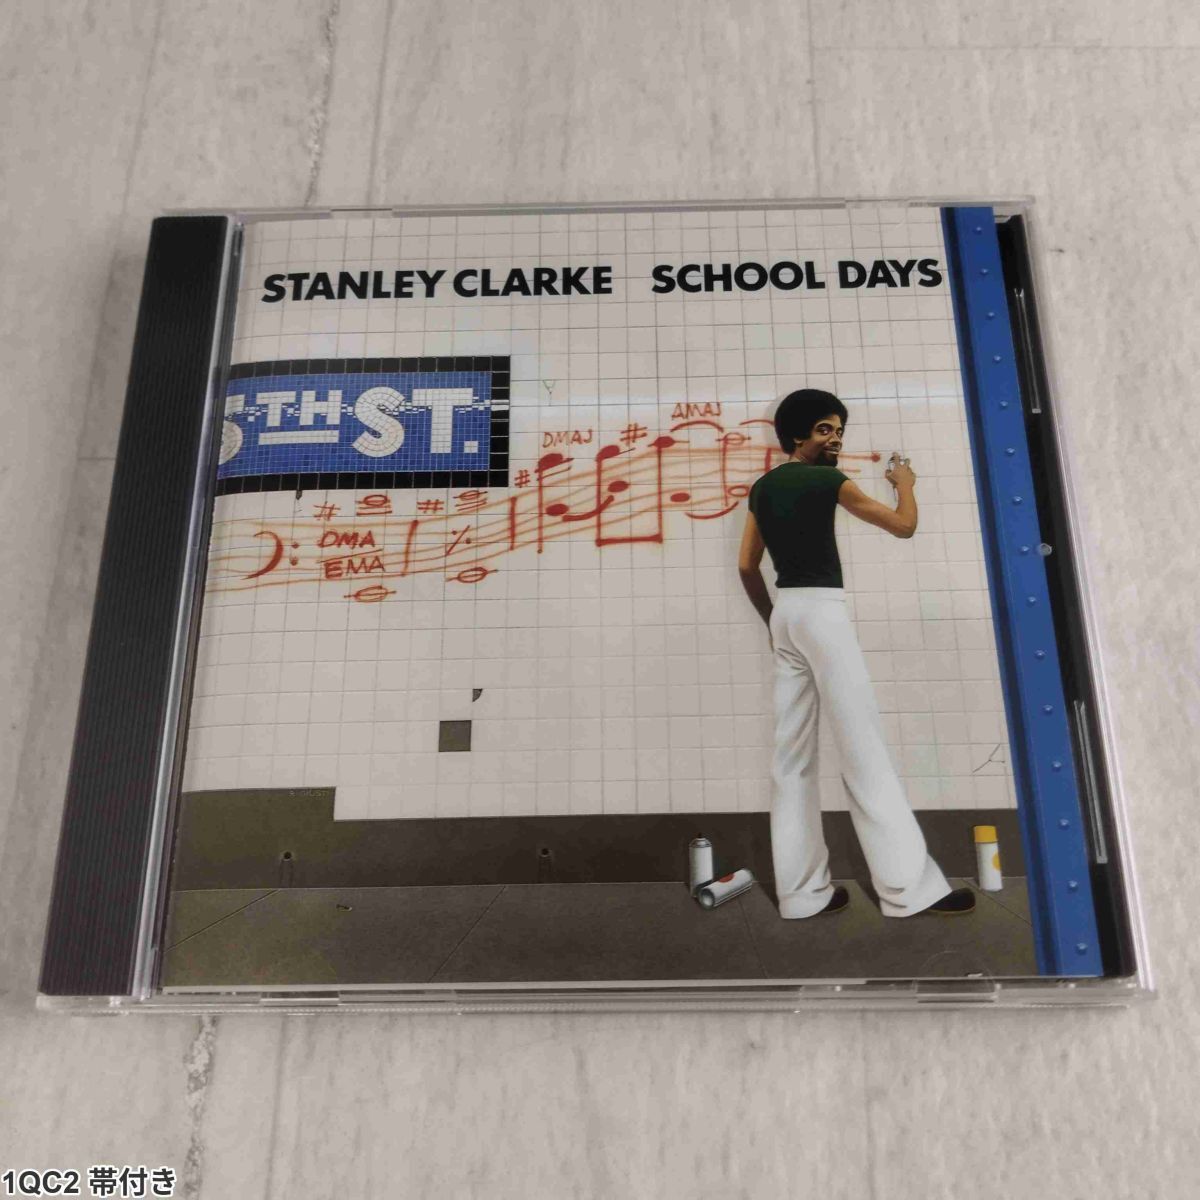 STANLEY CLARKE SCHOOL DAYS
5TH ST.
AMAJ
DMAJ
DMA
EMA
1QC2 帯付き